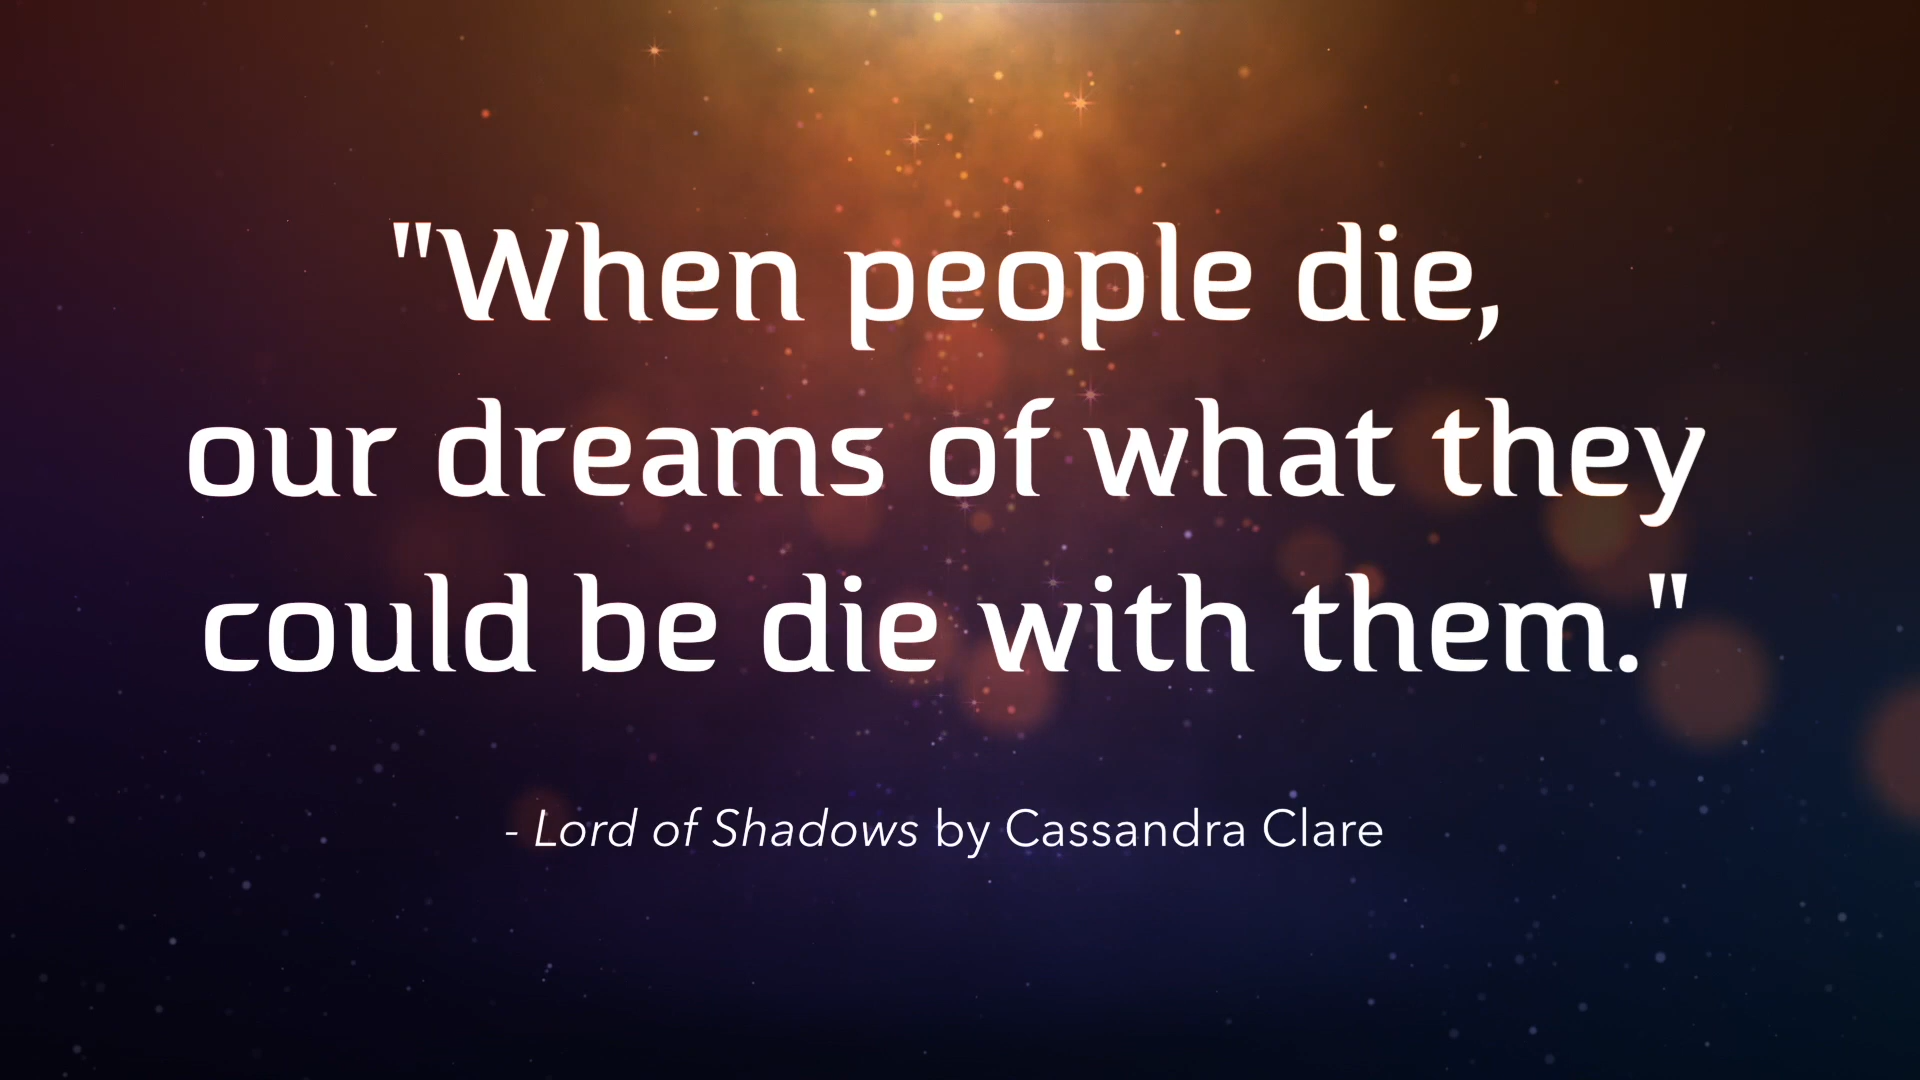 "When people die,
our dreams of what they
could be die with them."
- Lord of Shadows by Cassandra Clare